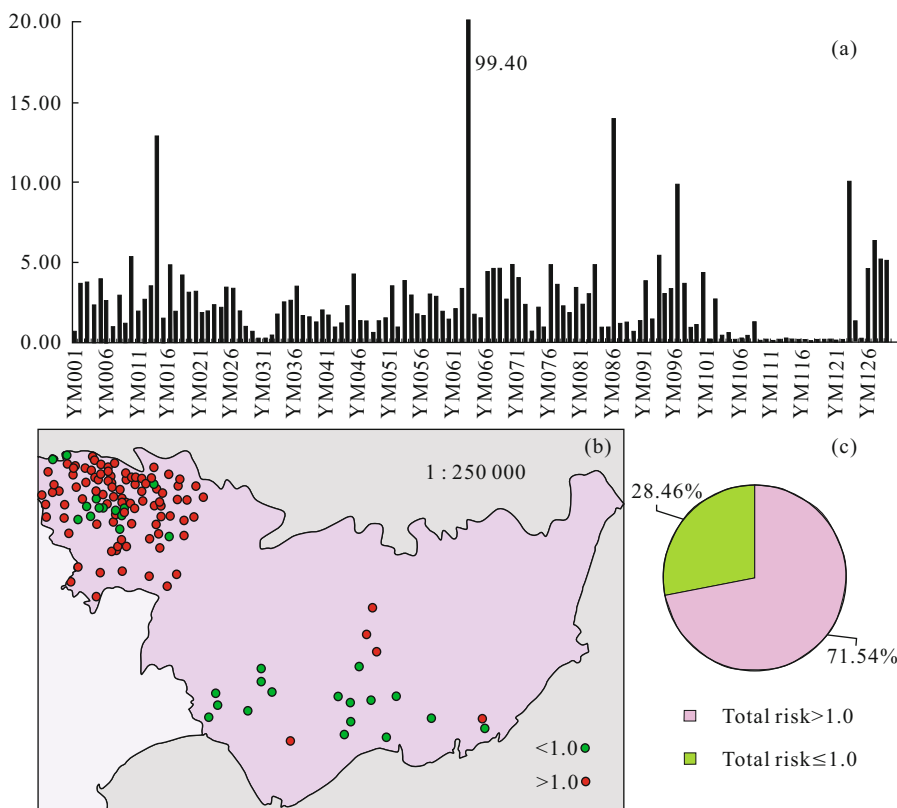 20.00
(a)
99.40
15.00
10.00
5.00
0.00
YM001 YM006 YM011 YM016 YM021 YM026 YM031 YM036 YM041 YM046 YM051 YM056 YM061 YM066 YM071 YM076 YM081 YM086 YM091 YM096 YM101 YM106 YM111 YM116 YM121 YM126
(b)
(c)
1 : 250 000
28.46%
71.54%
<1.0
>1.0
Total risk>1.0
Total risk≤1.0